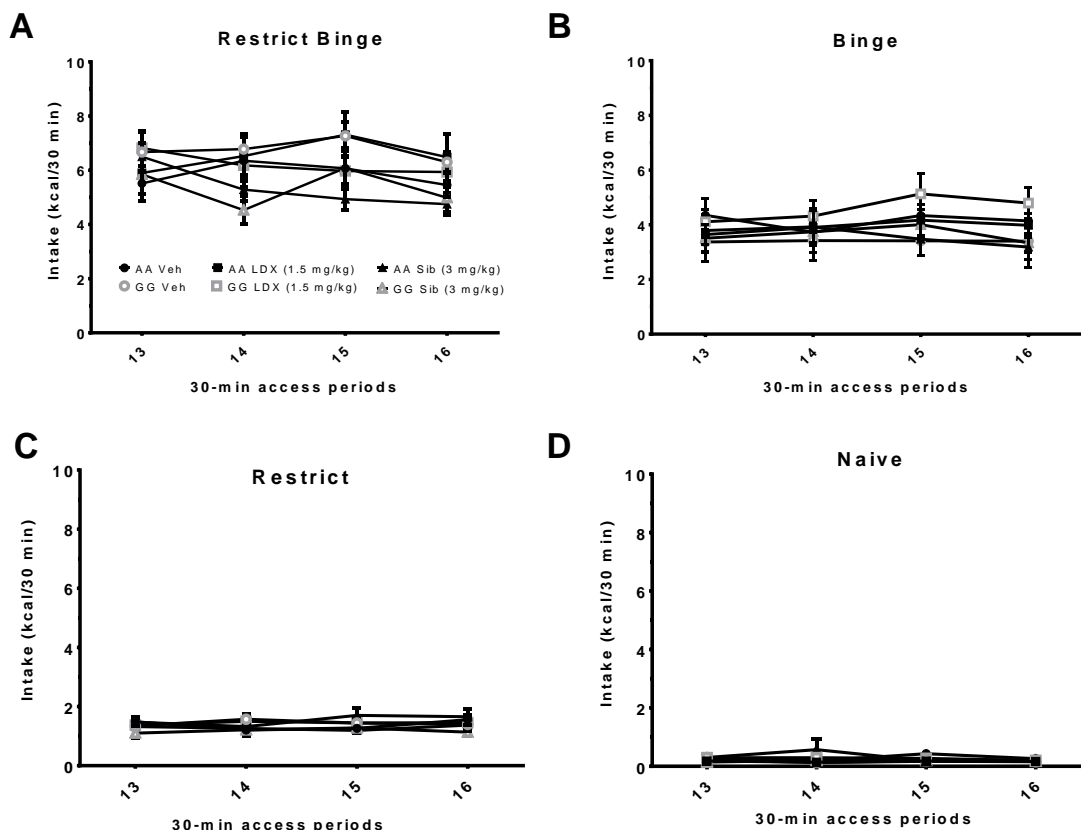 A
Restrict Binge
Intake (kcal/30 min)
10
8
6
4
2
0
AA Veh
AA LDX (1.5 mg/kg)
AA Sib (3 mg/kg)
GG Veh
GG LDX (1.5 mg/kg)
GG Sib (3 mg/kg)
13
14
15
16
30-min access periods
B
Binge
Intake (kcal/30 min)
10
8
6
4
2
0
13
14
15
16
30-min access periods
C
Restrict
Intake (kcal/30 min)
10
8
6
4
2
0
13
14
15
16
30-min access periods
D
Naive
Intake (kcal/30 min)
10
8
6
4
2
0
13
14
15
16
30-min access periods